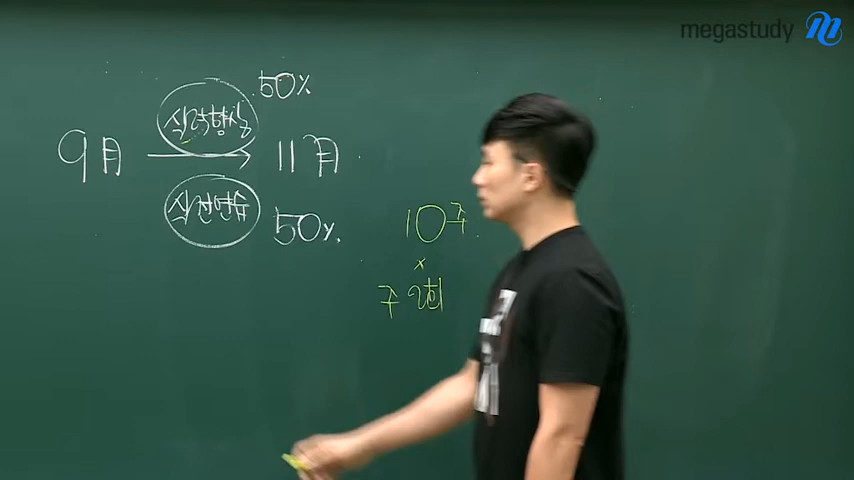 megastudy
50%
실력향상
9月 → 11月
실전연습
50%
10주
×
주 2회